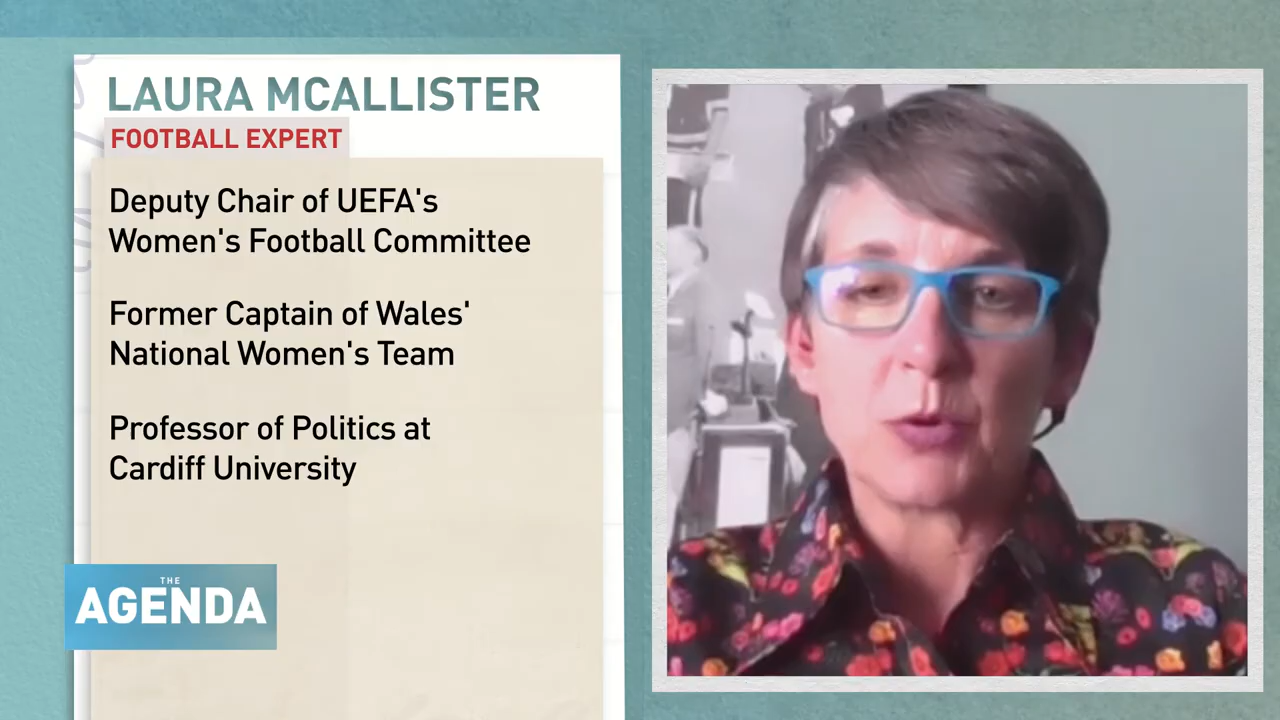 LAURA MCALLISTER
FOOTBALL EXPERT
Deputy Chair of UEFA's
Women's Football Committee
Former Captain of Wales'
National Women's Team
Professor of Politics at
Cardiff University
THE
AGENDA